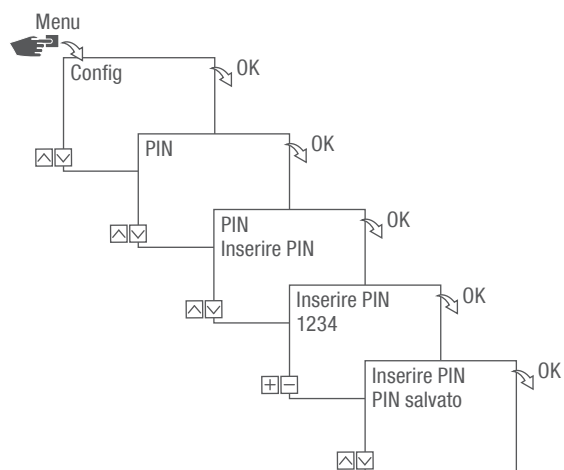 Menu
Config
OK
PIN
OK
PIN
Inserire PIN
OK
Inserire PIN
1234
OK
Inserire PIN
PIN salvato
OK